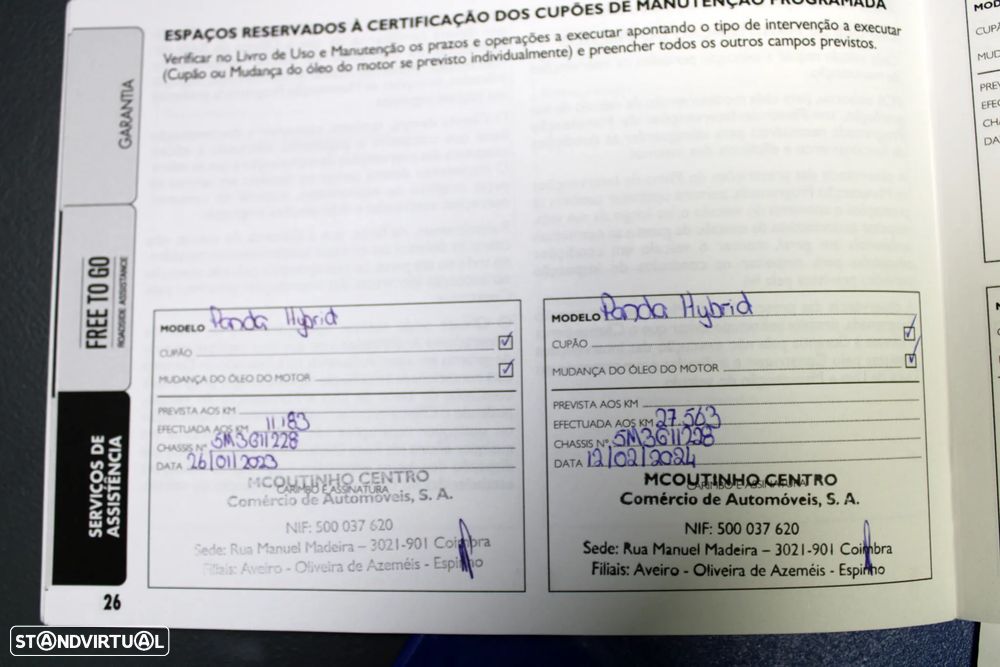 ESPAÇOS RESERVADOS À CERTIFICAÇÃO DOS CUPÕES DE MANUTENÇÃO PROGRAMADA
Verificar no Livro de Uso e Manutenção os prazos e operações a executar apontando o tipo de intervenção a executar
(Cupão ou Mudança do óleo do motor se previsto individualmente) e preencher todos os outros campos previstos.
GARANTIA
FREE TO GO
ROADSIDE ASSISTANCE
SERVIÇOS DE
ASSISTÊNCIA
MODELO Panda Hybrid
CUPÃO
MUDANÇA DO ÓLEO DO MOTOR
PREVISTA AOS KM
EFECTUADA AOS KM 11183
CHASSIS Nº 5M3G11228
DATA 26/01/2023
CARIMBO E ASSINATURA
MCOUTINHO CENTRO
Comércio de Automóveis, S. A.
NIF: 500 037 620
Sede: Rua Manuel Madeira – 3021-901 Coimbra
Filiais: Aveiro - Oliveira de Azeméis - Espinho
MODELO Panda Hybrid
CUPÃO
MUDANÇA DO ÓLEO DO MOTOR
PREVISTA AOS KM
EFECTUADA AOS KM 27.563
CHASSIS Nº 5M3G11228
DATA 12/02/2024
CARIMBO E ASSINATURA
MCOUTINHO CENTRO
Comércio de Automóveis, S. A.
NIF: 500 037 620
Sede: Rua Manuel Madeira – 3021-901 Coimbra
Filiais: Aveiro - Oliveira de Azeméis - Espinho
26
STANDVIRTUAL